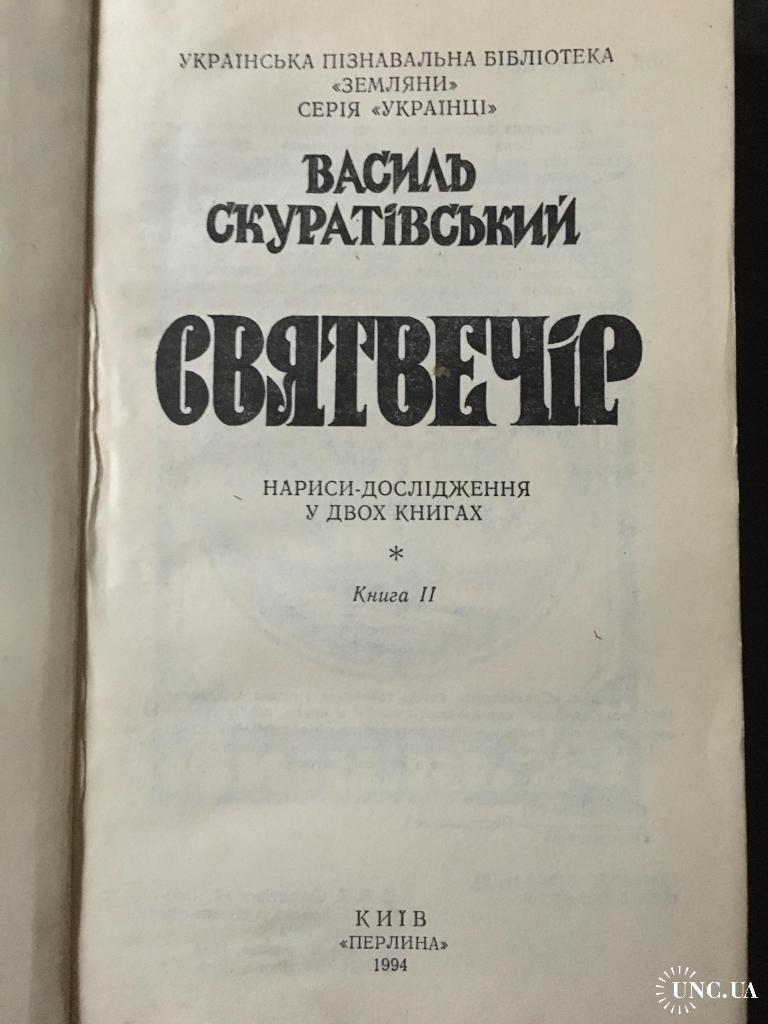 УКРАЇНСЬКА ПІЗНАВАЛЬНА БІБЛІОТЕКА
«ЗЕМЛЯНИ»
СЕРІЯ «УКРАЇНЦІ»
ВАСИЛЬ
СКУРАТІВСЬКИЙ
СВЯТВЕЧІР
НАРИСИ-ДОСЛІДЖЕННЯ
У ДВОХ КНИГАХ
*
Книга II
КИЇВ
«ПЕРЛИНА»
1994
UNC.UA